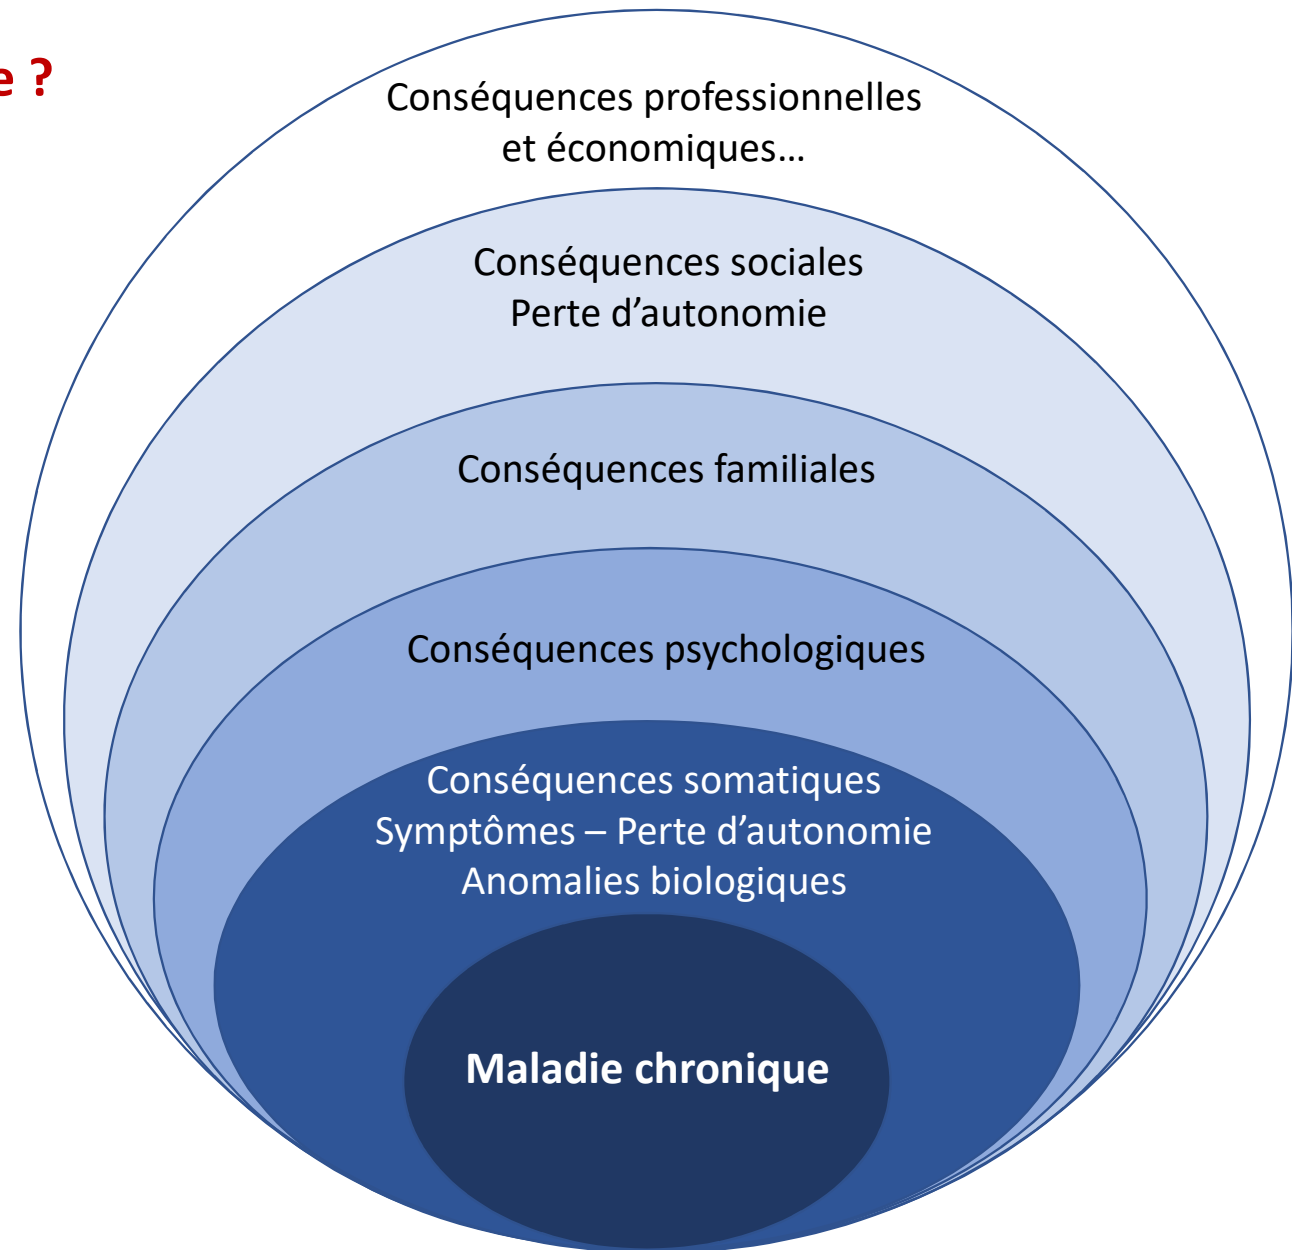 e ?
Conséquences professionnelles
et économiques…
Conséquences sociales
Perte d’autonomie
Conséquences familiales
Conséquences psychologiques
Conséquences somatiques
Symptômes – Perte d’autonomie
Anomalies biologiques
Maladie chronique